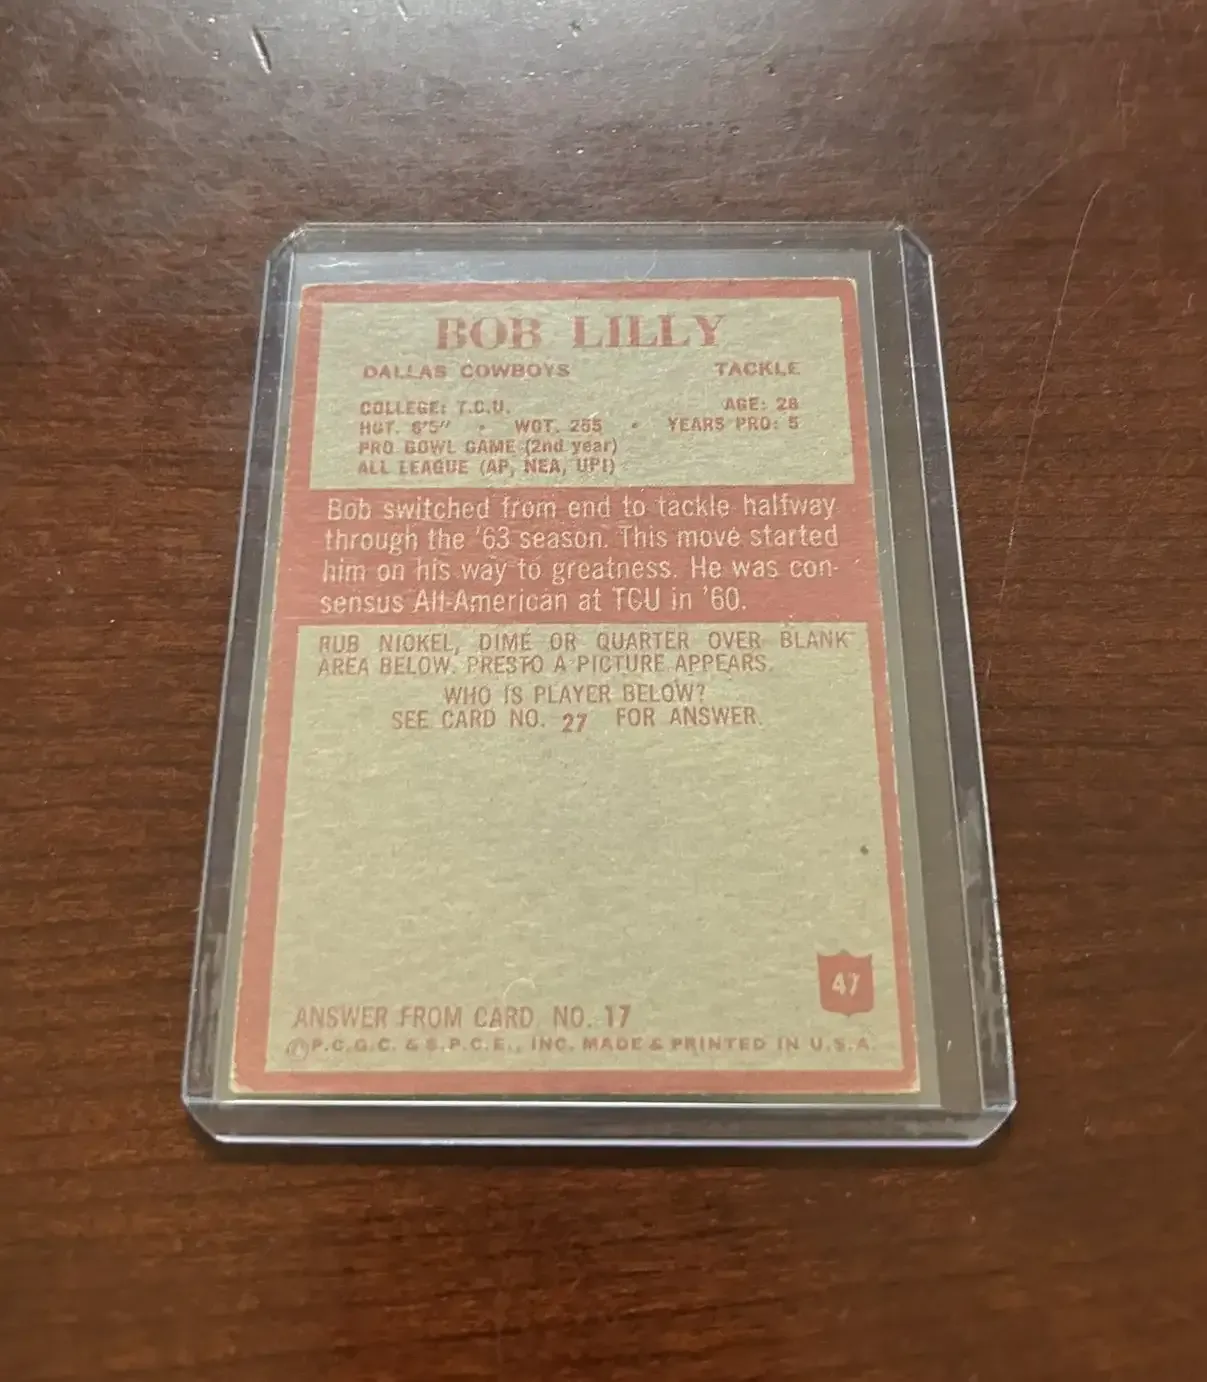 BOB LILLY
DALLAS COWBOYS TACKLE
COLLEGE: T.C.U. AGE: 26
HGT. 6'5" • WGT. 255 • YEARS PRO: 5
PRO BOWL GAME (2nd year)
ALL LEAGUE (AP, NEA, UPI)
Bob switched from end to tackle halfway
through the '63 season. This move started
him on his way to greatness. He was con-
sensus All-American at TCU in '60.
RUB NICKEL, DIME OR QUARTER OVER BLANK
AREA BELOW. PRESTO A PICTURE APPEARS.
WHO IS PLAYER BELOW?
SEE CARD NO. 27 FOR ANSWER.
47
ANSWER FROM CARD NO. 17
©P.C.G.C. & S.P.C.E., INC. MADE & PRINTED IN U.S.A.